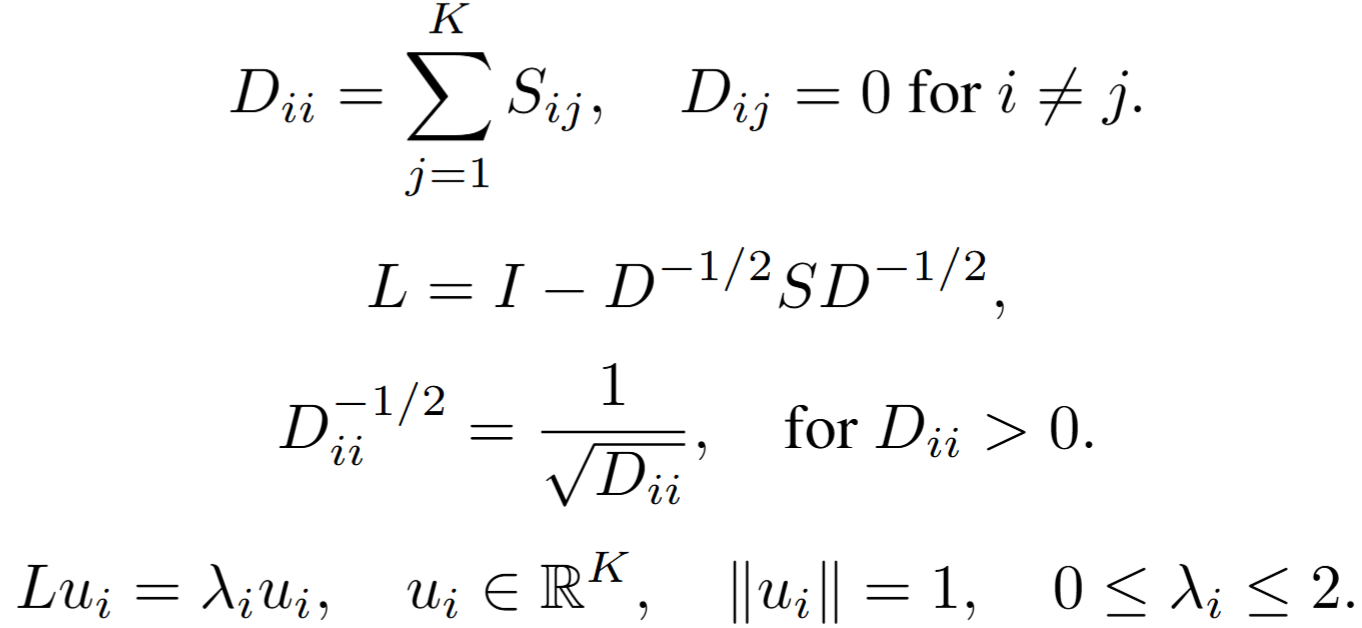 $D_{ii} = \sum_{j=1}^{K} S_{ij}, \quad D_{ij} = 0 \text{ for } i \neq j.$
$L = I - D^{-1/2} S D^{-1/2},$
$D_{ii}^{-1/2} = \frac{1}{\sqrt{D_{ii}}}, \quad \text{for } D_{ii} > 0.$
$L u_i = \lambda_i u_i, \quad u_i \in \mathbb{R}^K, \quad \|u_i\| = 1, \quad 0 \leq \lambda_i \leq 2.$